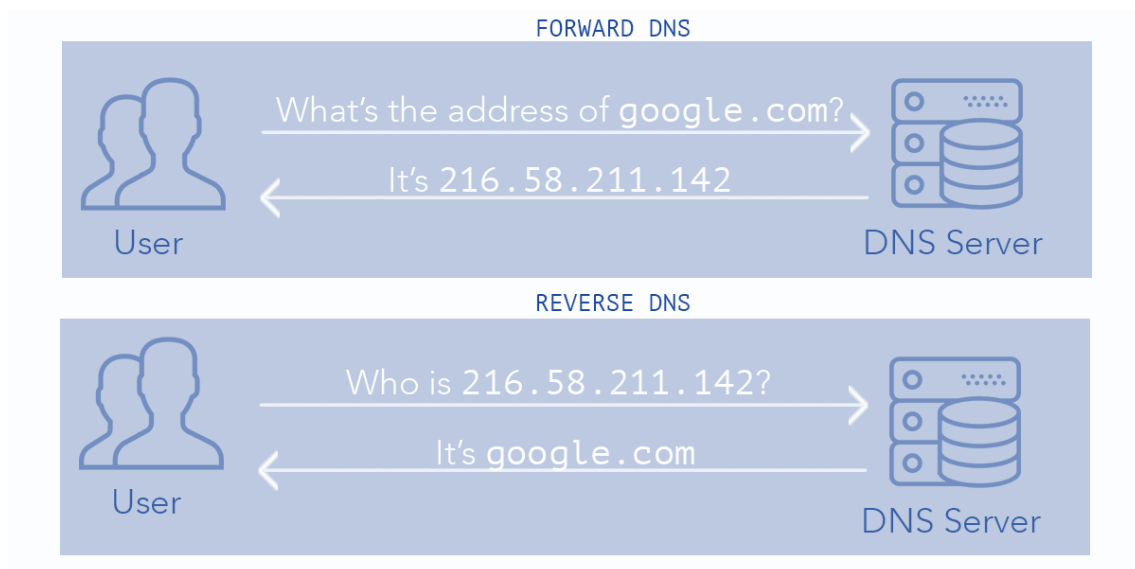 FORWARD DNS
What's the address of google.com?
It's 216.58.211.142
User
DNS Server
REVERSE DNS
Who is 216.58.211.142?
It's google.com
User
DNS Server